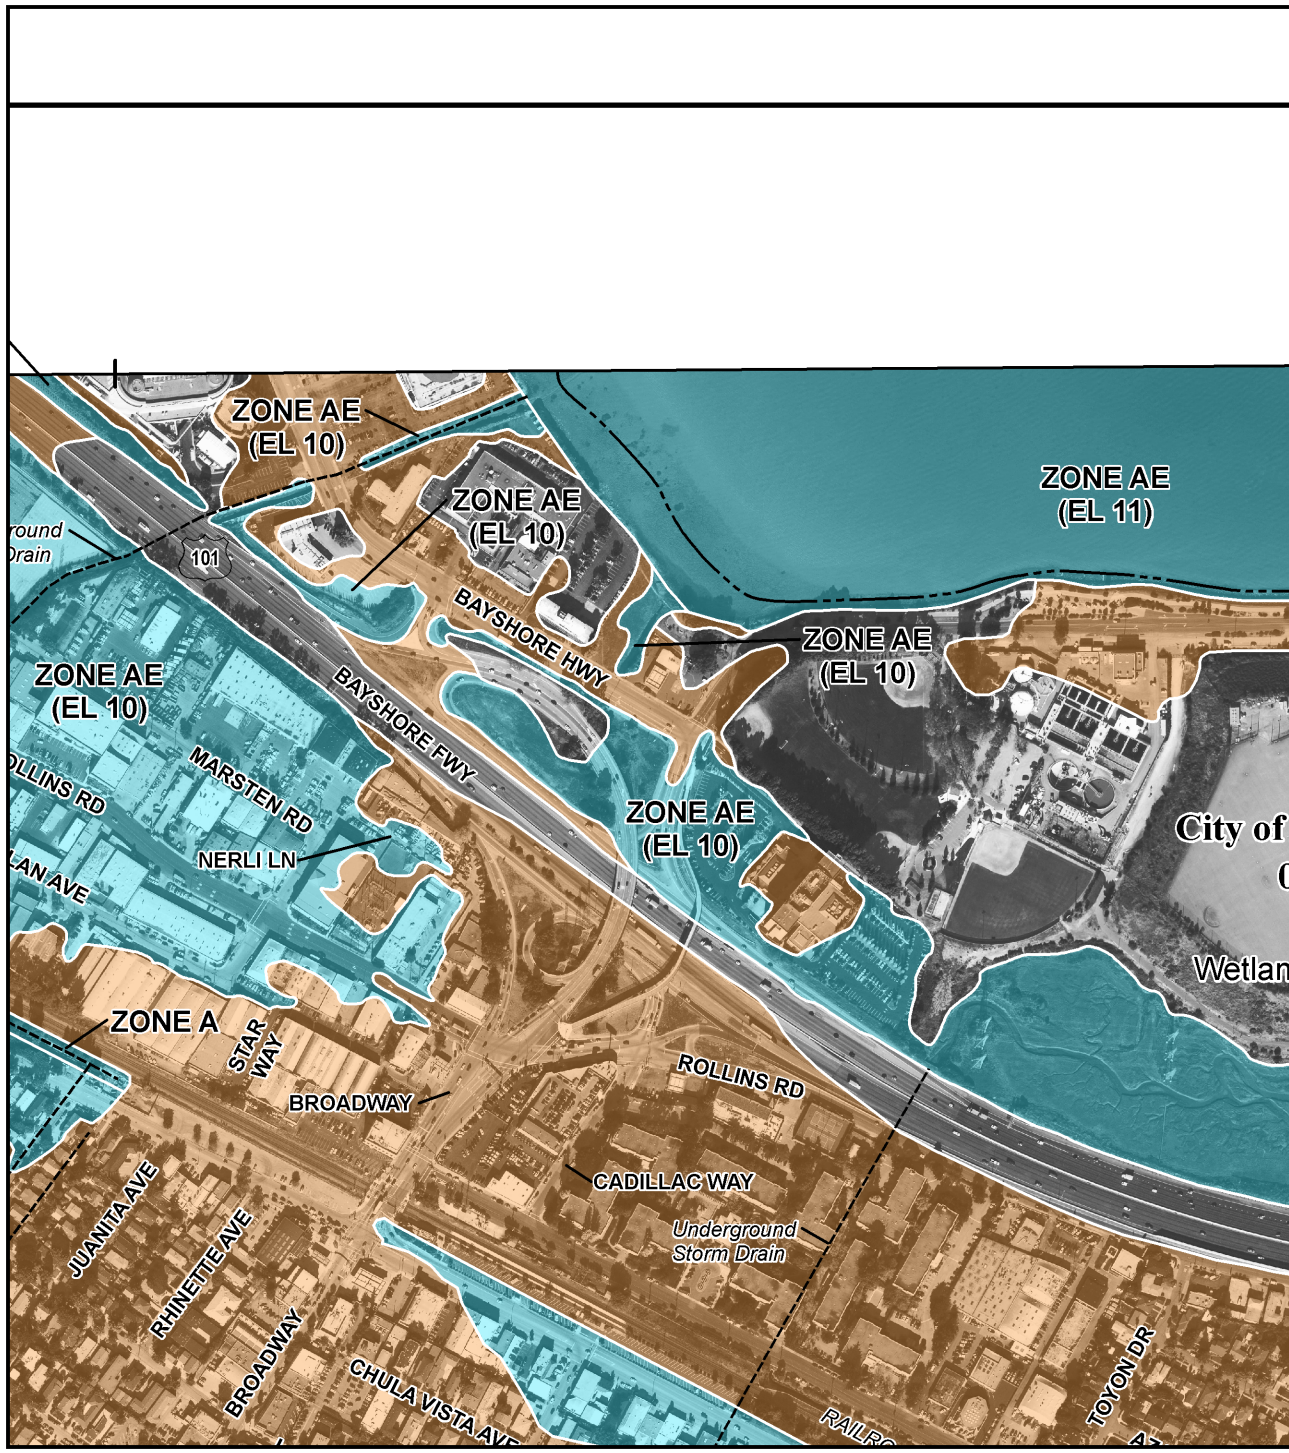 ZONE AE
(EL 10)
ZONE AE
(EL 11)
ZONE AE
(EL 10)
round
Drain
101
BAYSHORE HWY
ZONE AE
(EL 10)
ZONE AE
(EL 10)
BAYSHORE FWY
MARSTEN RD
OLLINS RD
ZONE AE
(EL 10)
City of
0
NERLI LN
LAN AVE
Wetlan
ZONE A
STAR
WAY
ROLLINS RD
BROADWAY
CADILLAC WAY
JUANITA AVE
RHINETTE AVE
Underground
Storm Drain
BROADWAY
CHULA VISTA AVE
TOYON DR
RAILRO
AZ